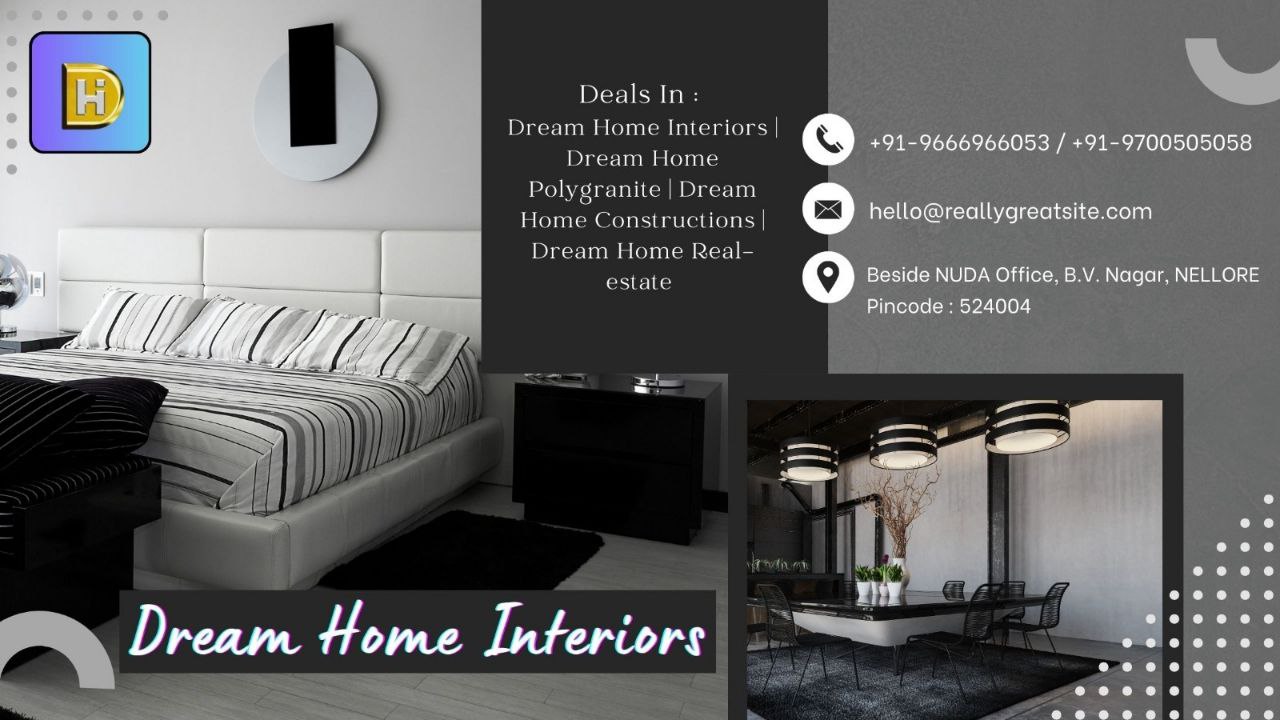 DHi
Deals In :
Dream Home Interiors |
Dream Home
Polygranite | Dream
Home Constructions |
Dream Home Real-
estate
+91-9666966053 / +91-9700505058
hello@reallygreatsite.com
Beside NUDA Office, B.V. Nagar, NELLORE
Pincode : 524004
Dream Home Interiors